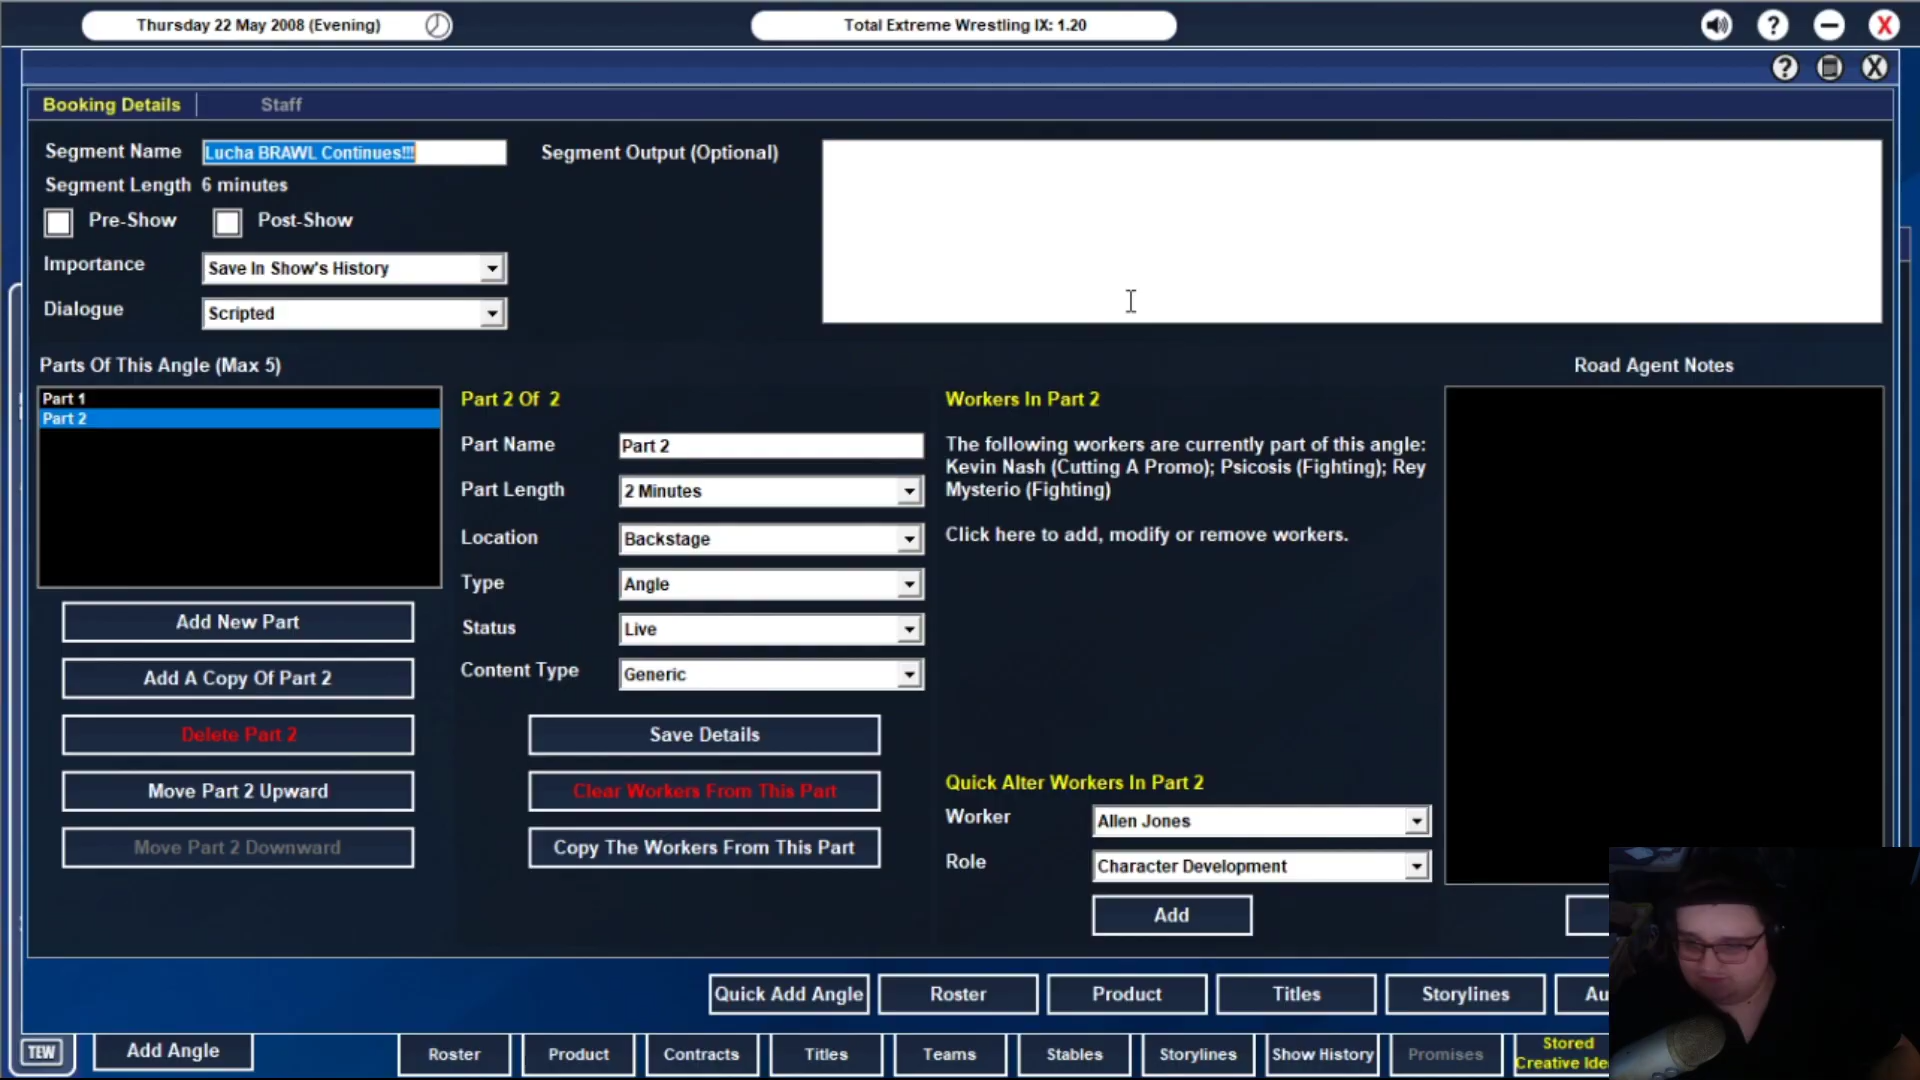 Thursday 22 May 2008 (Evening)
Total Extreme Wrestling IX: 1.20
?
X
?
X
Booking Details
Staff
Segment Name
Lucha BRAWL Continues!!!
Segment Output (Optional)
Segment Length
6 minutes
Pre-Show
Post-Show
Importance
Save In Show's History
Dialogue
Scripted
Parts Of This Angle (Max 5)
Road Agent Notes
Part 1
Part 2
Part 2 Of 2
Workers In Part 2
Part Name
Part 2
The following workers are currently part of this angle:
Kevin Nash (Cutting A Promo); Psicosis (Fighting); Rey
Mysterio (Fighting)
Part Length
2 Minutes
Location
Backstage
Click here to add, modify or remove workers.
Type
Angle
Status
Live
Content Type
Generic
Add New Part
Add A Copy Of Part 2
Delete Part 2
Move Part 2 Upward
Move Part 2 Downward
Save Details
Clear Workers From This Part
Copy The Workers From This Part
Quick Alter Workers In Part 2
Worker
Allen Jones
Role
Character Development
Add
Quick Add Angle
Roster
Product
Titles
Storylines
Au
TEW
Add Angle
Roster
Product
Contracts
Titles
Teams
Stables
Storylines
Show History
Promises
Stored
Creative Ide